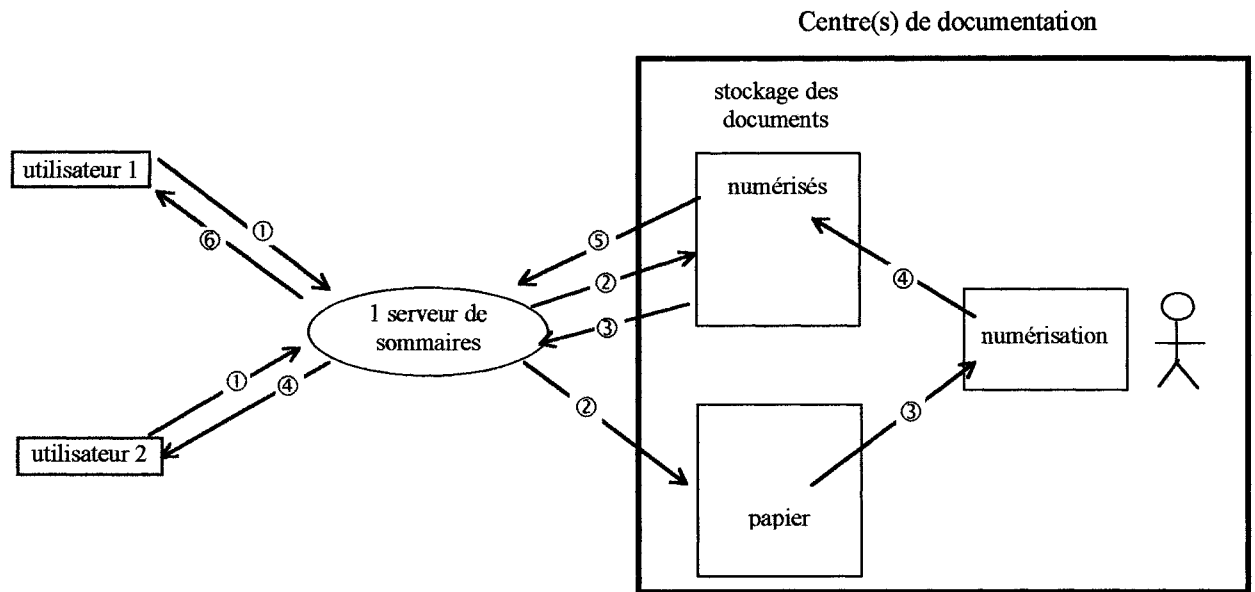 Centre(s) de documentation
stockage des
documents
utilisateur 1
numérisés
①
⑥
⑤
②
④
1 serveur de
sommaires
③
numérisation
①
④
②
③
utilisateur 2
papier